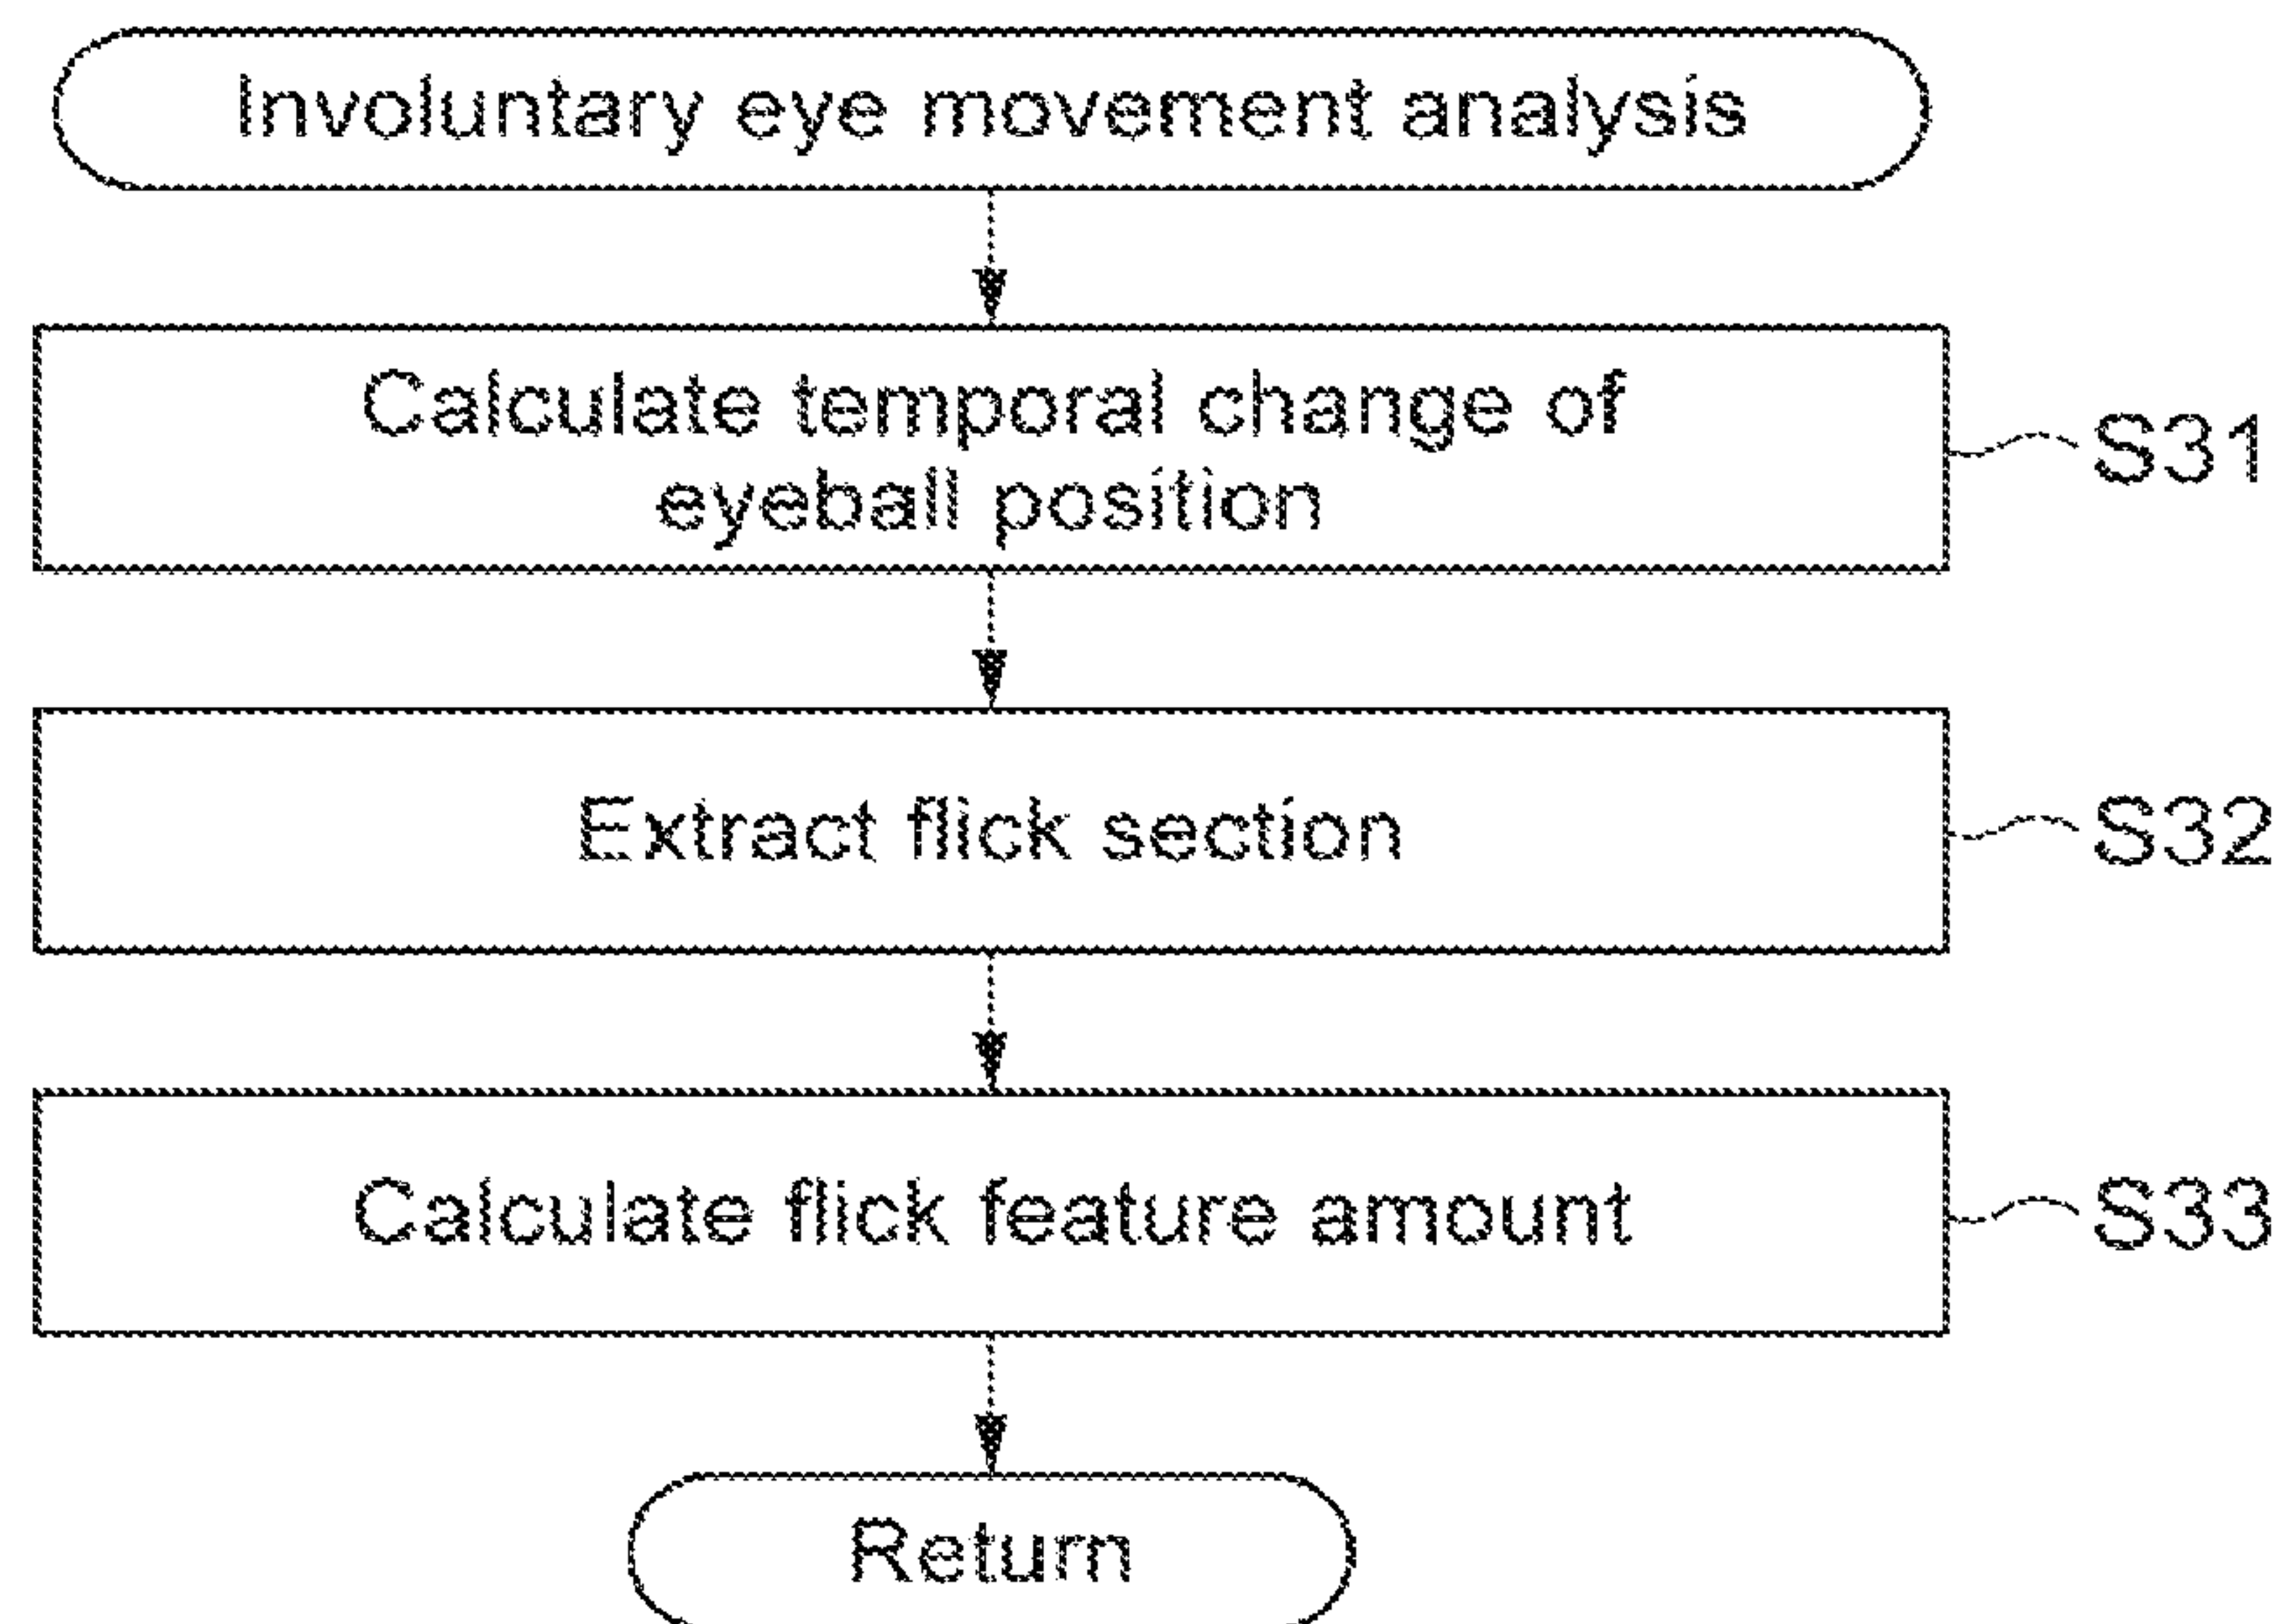 Involuntary eye movement analysis
Calculate temporal change of
eyeball position
S31
Extract flick section
S32
Calculate flick feature amount
S33
Return